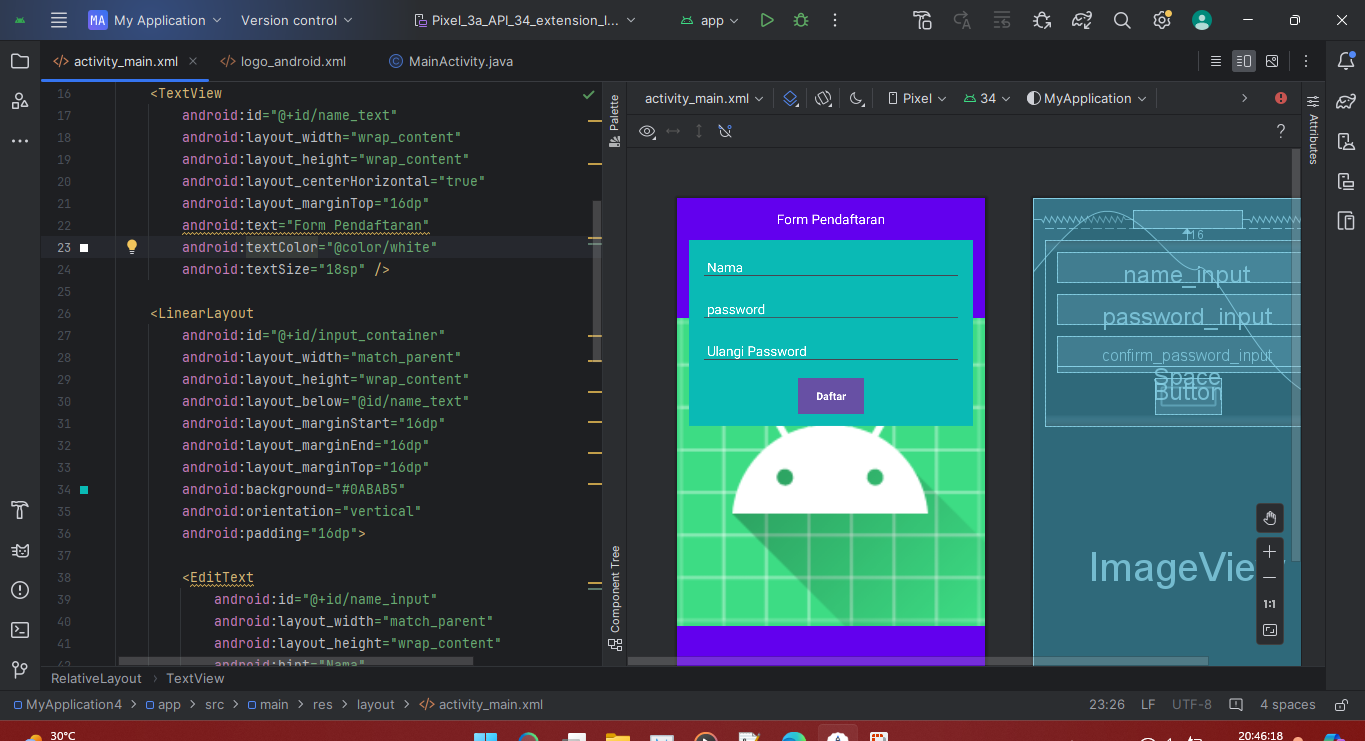 MA My Application Version control Pixel_3a_API_34_extension_l... app
activity_main.xml logo_android.xml MainActivity.java
16 <TextView
17 android:id="@+id/name_text"
18 android:layout_width="wrap_content"
19 android:layout_height="wrap_content"
20 android:layout_centerHorizontal="true"
21 android:layout_marginTop="16dp"
22 android:text="Form Pendaftaran"
23 android:textColor="@color/white"
24 android:textSize="18sp" />
25
26 <LinearLayout
27 android:id="@+id/input_container"
28 android:layout_width="match_parent"
29 android:layout_height="wrap_content"
30 android:layout_below="@id/name_text"
31 android:layout_marginStart="16dp"
32 android:layout_marginEnd="16dp"
33 android:layout_marginTop="16dp"
34 android:background="#0ABAB5"
35 android:orientation="vertical"
36 android:padding="16dp">
37
38 <EditText
39 android:id="@+id/name_input"
40 android:layout_width="match_parent"
41 android:layout_height="wrap_content"
42 android:hint="Nama"
Palette
Component Tree
activity_main.xml Pixel 34 MyApplication
?
Attributes
Form Pendaftaran
Nama
password
Ulangi Password
Daftar
16
name_input
password_input
confirm_password_input
Space
Button
ImageView
1:1
RelativeLayout > TextView
MyApplication4 > app > src > main > res > layout > activity_main.xml 23:26 LF UTF-8 4 spaces
30°C 20:46:18